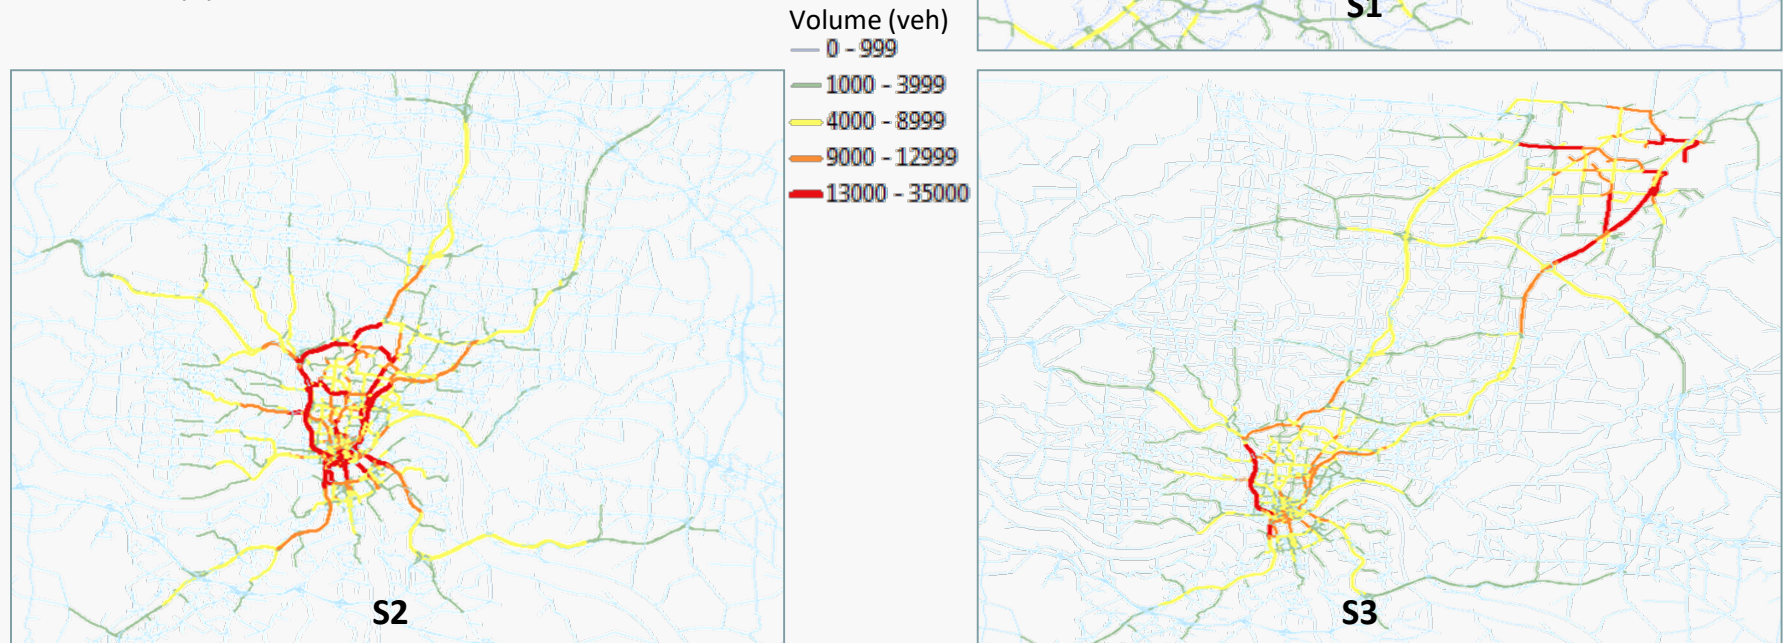 S1
Volume (veh)
0 - 999
1000 - 3999
4000 - 8999
9000 - 12999
13000 - 35000
S2
S3